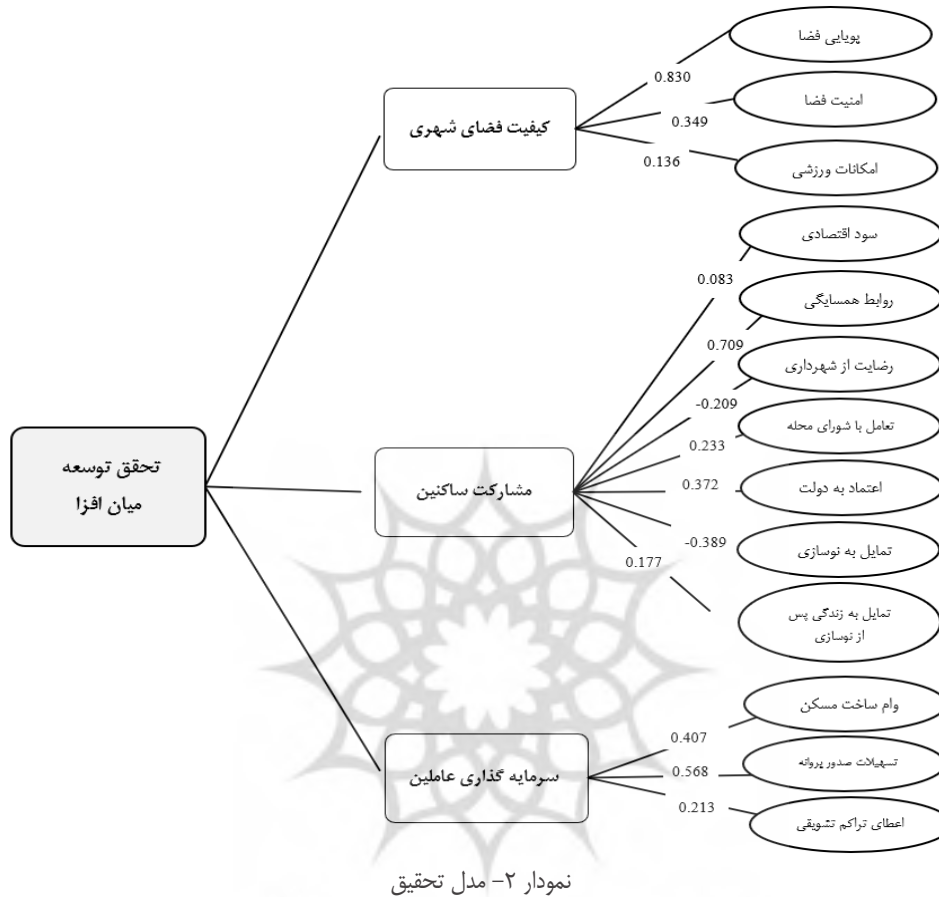 پویایی فضا
0.830
امنیت فضا
کیفیت فضای شهری
0.349
0.136
امکانات ورزشی
سود اقتصادی
0.083
روابط همسایگی
0.709
رضایت از شهرداری
-0.209
تعامل با شورای محله
0.233
تحقق توسعه
میان افزا
مشارکت ساکنین
0.372
اعتماد به دولت
-0.389
تمایل به نوسازی
0.177
تمایل به زندگی پس
از نوسازی
وام ساخت مسکن
0.407
تسهیلات صدور پروانه
سرمایه گذاری عاملین
0.568
0.213
اعطای تراکم تشویقی
نمودار ۲- مدل تحقیق